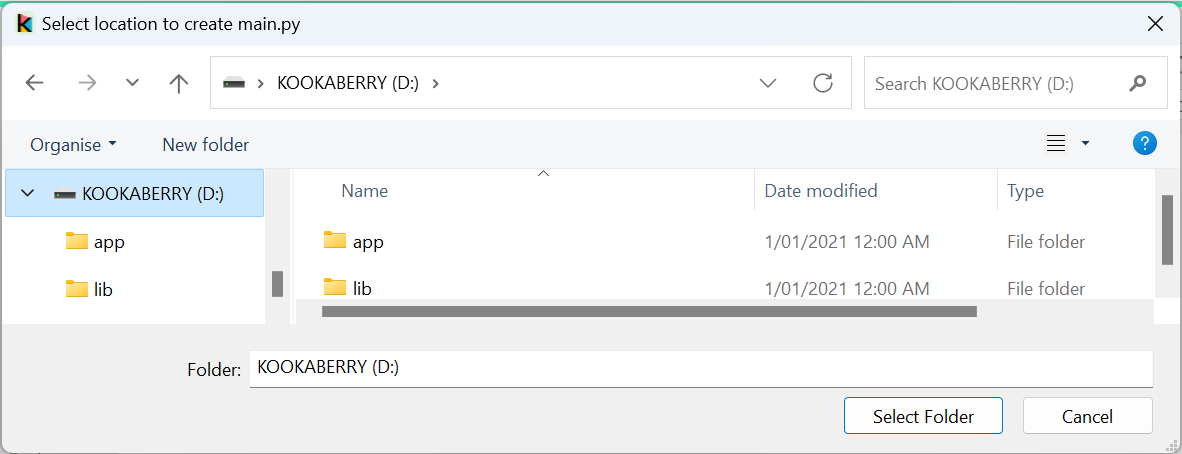 Select location to create main.py
KOOKABERRY (D:)
Search KOOKABERRY (D:)
Organise
New folder
?
KOOKABERRY (D:)
app
lib
Name Date modified Type
app 1/01/2021 12:00 AM File folder
lib 1/01/2021 12:00 AM File folder
Folder: KOOKABERRY (D:)
Select Folder Cancel